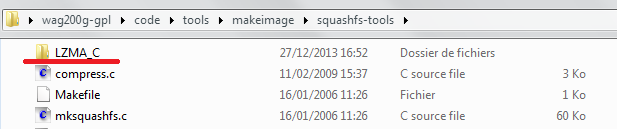 wag200g-gpl ▸ code ▸ tools ▸ makeimage ▸ squashfs-tools ▸
LZMA_C 27/12/2013 16:52 Dossier de fichiers
compress.c 11/02/2009 15:37 C source file 3 Ko
Makefile 16/01/2006 11:26 Fichier 1 Ko
mksquashfs.c 16/01/2006 11:26 C source file 60 Ko